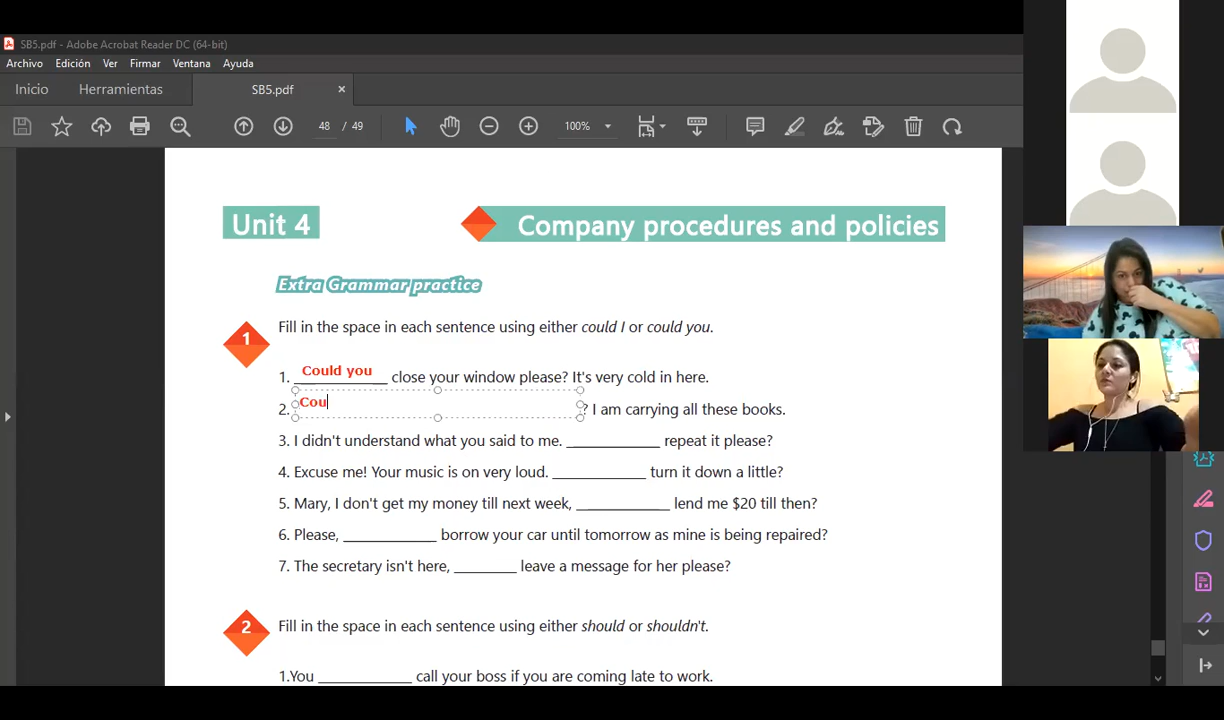 SB5.pdf - Adobe Acrobat Reader DC (64-bit)
Archivo Edición Ver Firmar Ventana Ayuda
Inicio Herramientas SB5.pdf ×
48 / 49 100%
Unit 4 Company procedures and policies
Extra Grammar practice
1 Fill in the space in each sentence using either could I or could you.
1. Could you close your window please? It's very cold in here.
2. Cou ? I am carrying all these books.
3. I didn't understand what you said to me. ____________ repeat it please?
4. Excuse me! Your music is on very loud. ____________ turn it down a little?
5. Mary, I don't get my money till next week, ____________ lend me $20 till then?
6. Please, ____________ borrow your car until tomorrow as mine is being repaired?
7. The secretary isn't here, ________ leave a message for her please?
2 Fill in the space in each sentence using either should or shouldn't.
1.You ____________ call your boss if you are coming late to work.